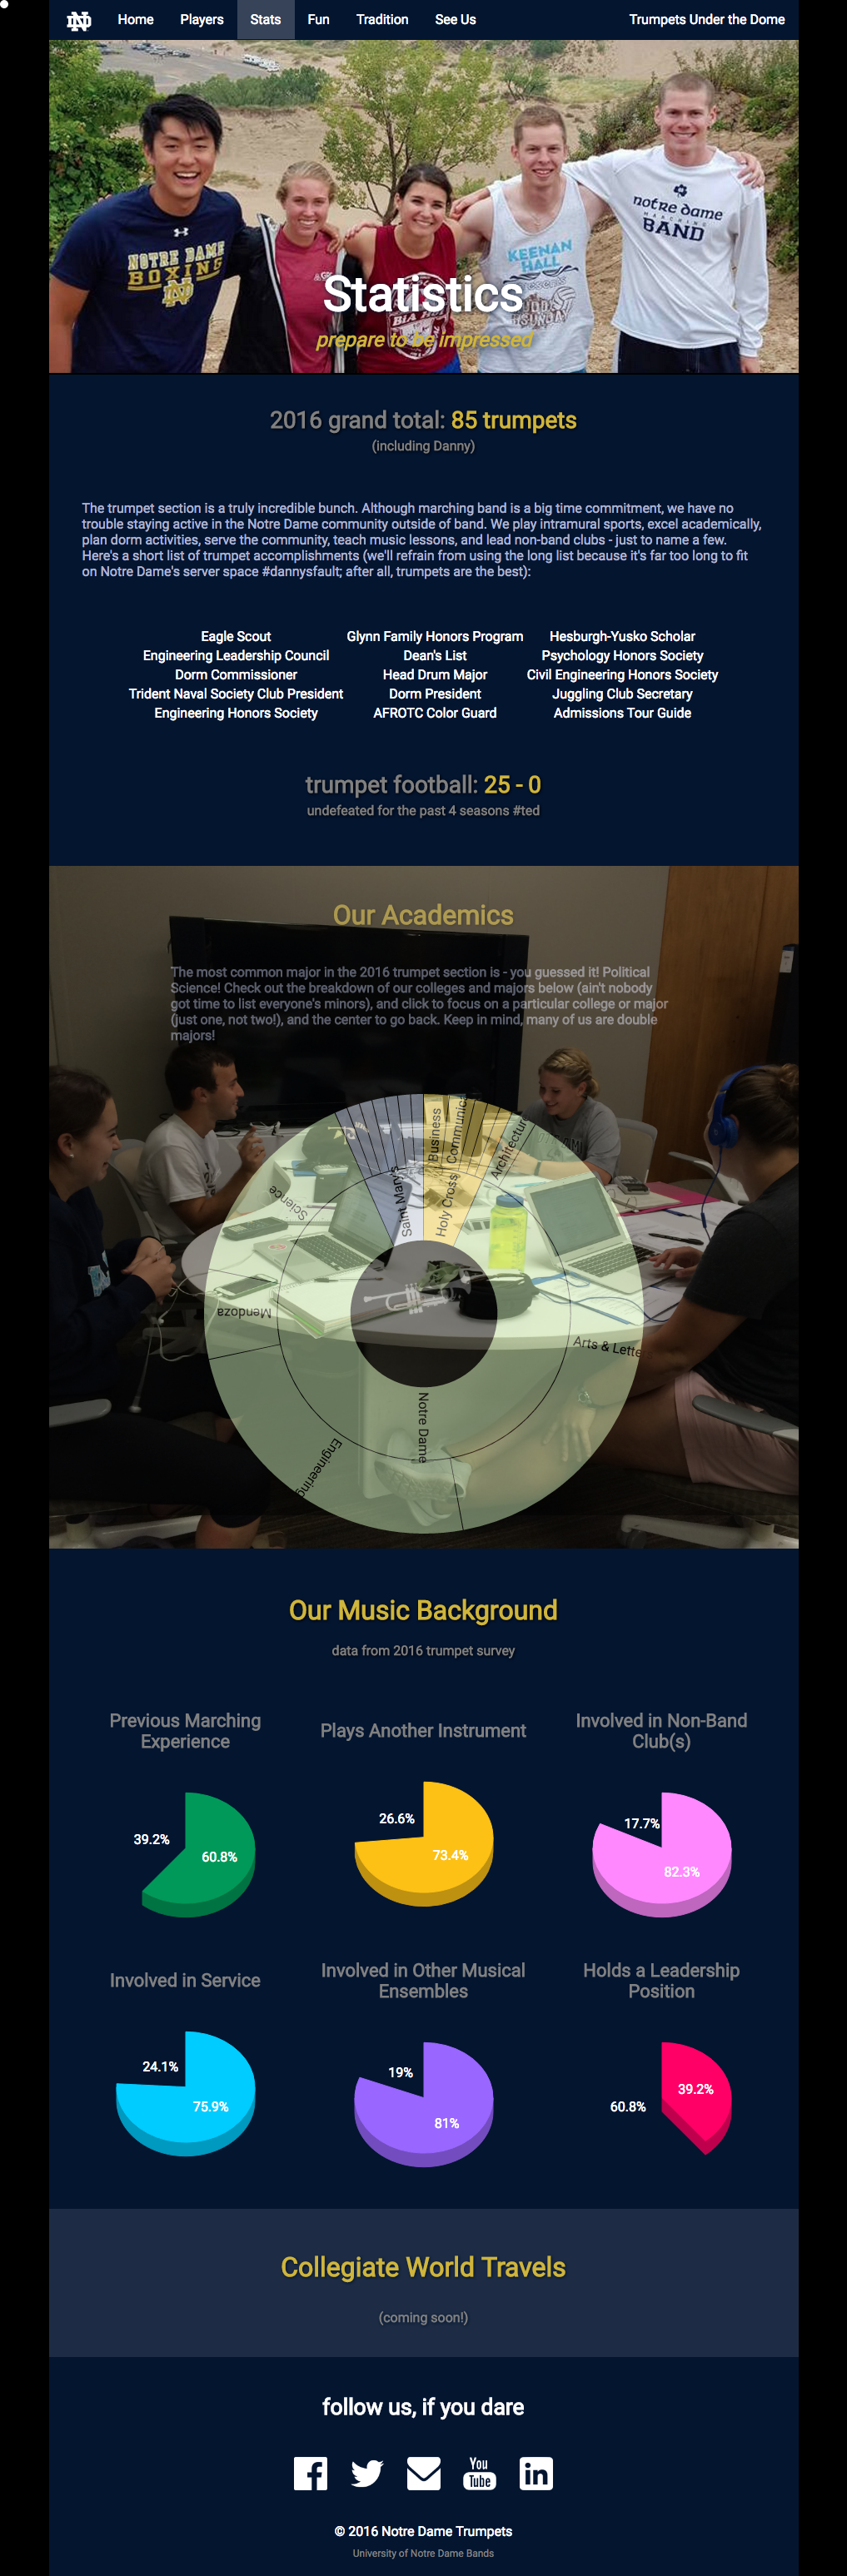 Home Players Stats Fun Tradition See Us Trumpets Under the Dome
NOTRE DAME
BOXING
KEENAN
HALL
notre dame
MARCHING
BAND
Statistics
prepare to be impressed
2016 grand total: 85 trumpets
(including Danny)
The trumpet section is a truly incredible bunch. Although marching band is a big time commitment, we have no
trouble staying active in the Notre Dame community outside of band. We play intramural sports, excel academically,
plan dorm activities, serve the community, teach music lessons, and lead non-band clubs - just to name a few.
Here's a short list of trumpet accomplishments (we'll refrain from using the long list because it's far too long to fit
on Notre Dame's server space #dannysfault; after all, trumpets are the best):
Eagle Scout Glynn Family Honors Program Hesburgh-Yusko Scholar
Engineering Leadership Council Dean's List Psychology Honors Society
Dorm Commissioner Head Drum Major Civil Engineering Honors Society
Trident Naval Society Club President Dorm President Juggling Club Secretary
Engineering Honors Society AFROTC Color Guard Admissions Tour Guide
trumpet football: 25 - 0
undefeated for the past 4 seasons #ted
Our Academics
The most common major in the 2016 trumpet section is - you guessed it! Political
Science! Check out the breakdown of our colleges and majors below (ain't nobody
got time to list everyone's minors), and click to focus on a particular college or major
(just one, not two!), and the center to go back. Keep in mind, many of us are double
majors!
Business
Communic
Architectur
Saint Mary's
Holy Cross
Science
Mendoza
Arts & Lette
Notre Dame
Engineering
Our Music Background
data from 2016 trumpet survey
Previous Marching
Experience
Plays Another Instrument
Involved in Non-Band
Club(s)
39.2%
60.8%
26.6%
73.4%
17.7%
82.3%
Involved in Service
Involved in Other Musical
Ensembles
Holds a Leadership
Position
24.1%
75.9%
19%
81%
60.8%
39.2%
Collegiate World Travels
(coming soon!)
follow us, if you dare
You
Tube
in
© 2016 Notre Dame Trumpets
University of Notre Dame Bands